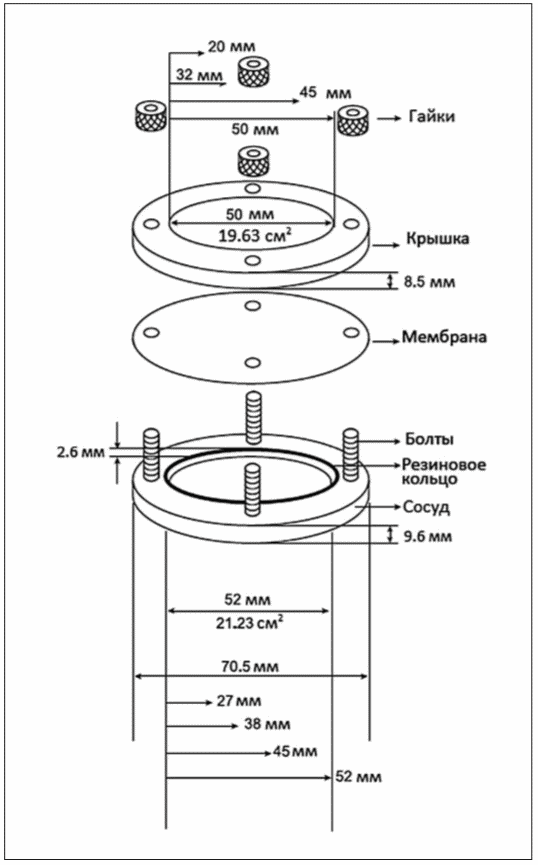 20 мм
32 мм
45 мм
50 мм
Гайки
50 мм
19.63 см²
Крышка
8.5 мм
Мембрана
Болты
2.6 мм
Резиновое
кольцо
Сосуд
9.6 мм
52 мм
21.23 см²
70.5 мм
27 мм
38 мм
45 мм
52 мм